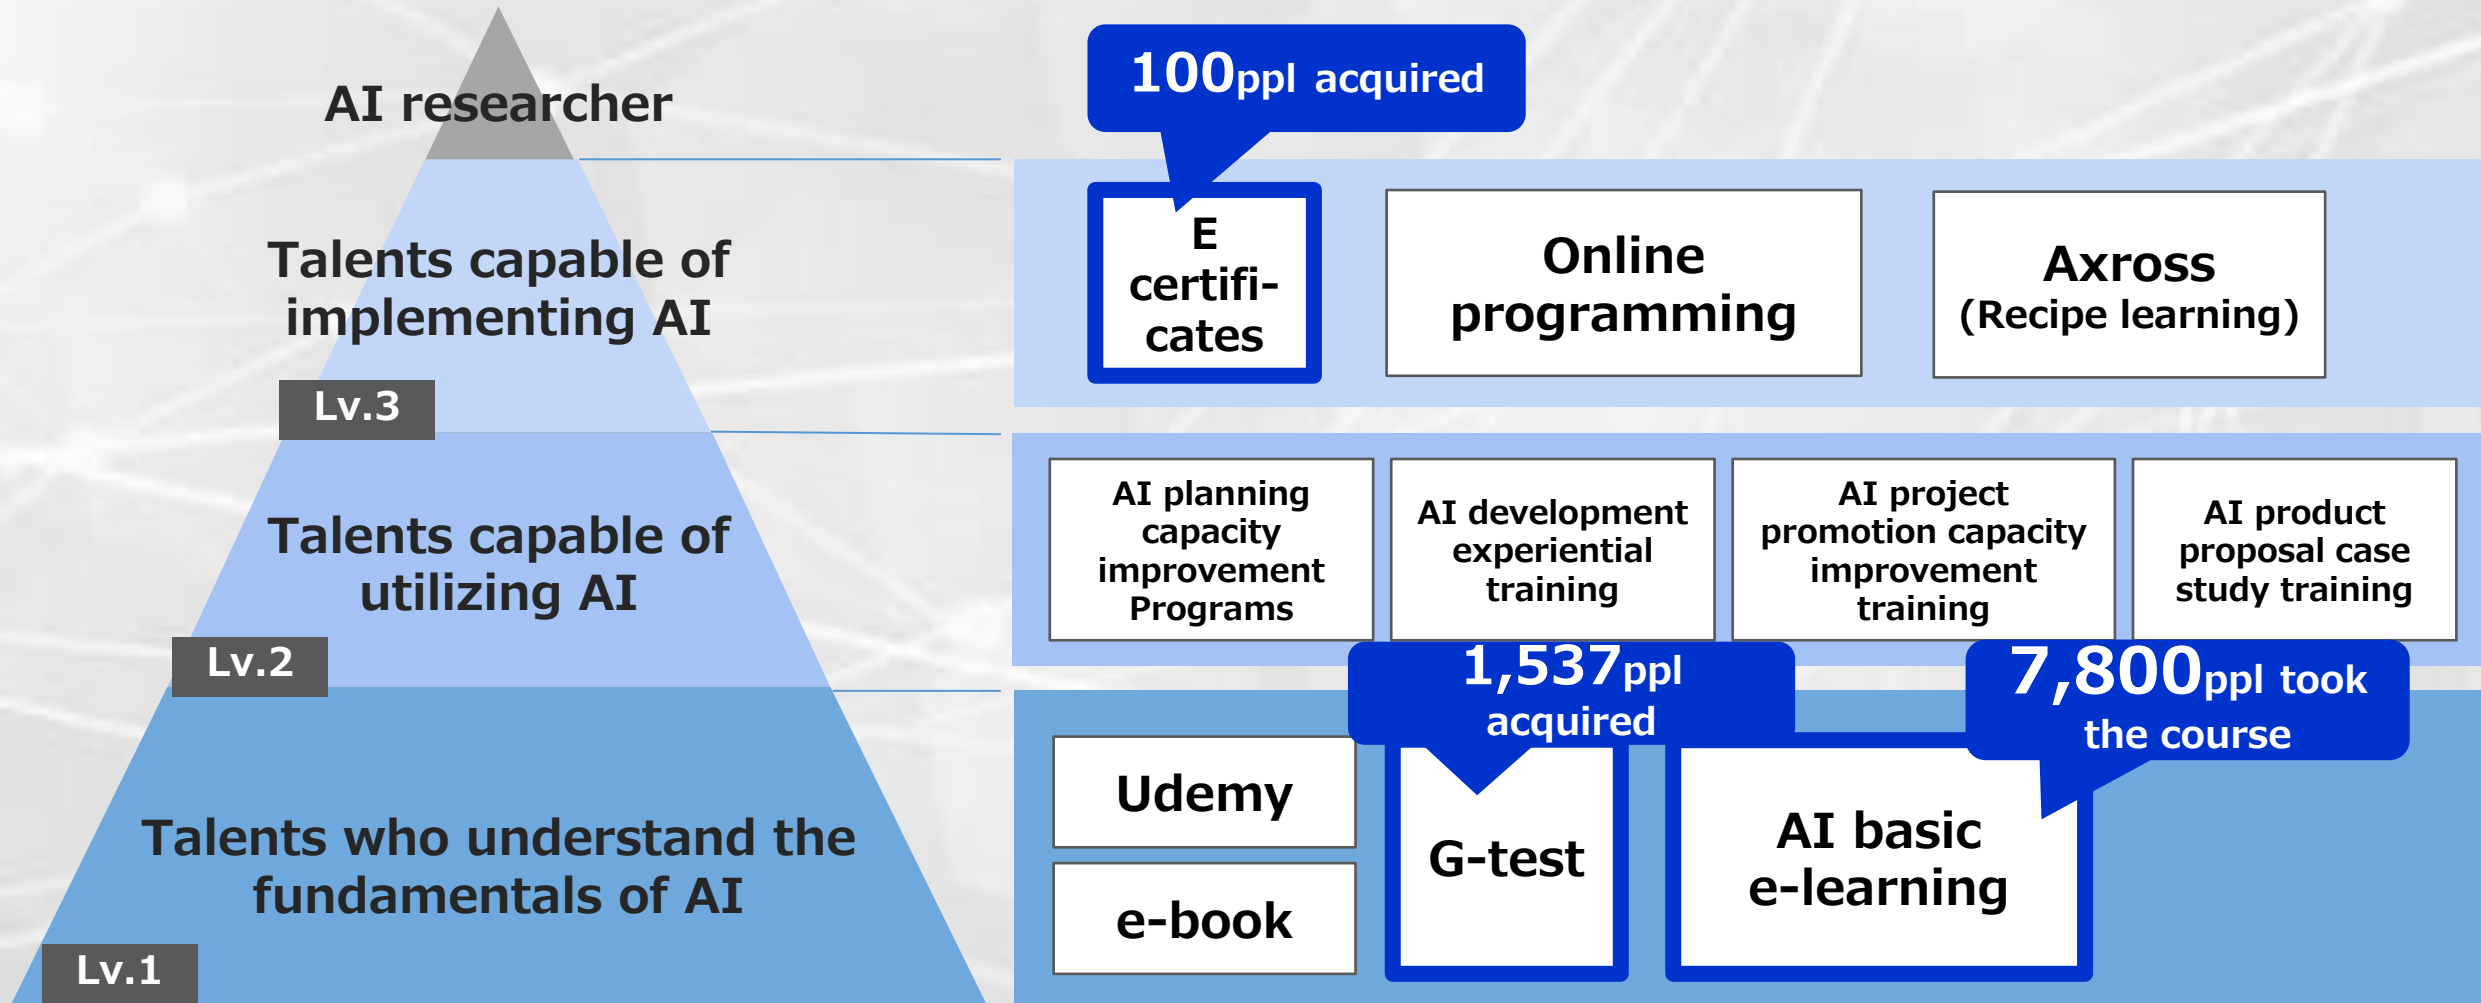 AI researcher
100ppl acquired
Talents capable of
implementing AI
Lv.3
E
certifi-
cates
Online
programming
Axross
(Recipe learning)
Talents capable of
utilizing AI
Lv.2
AI planning
capacity
improvement
Programs
AI development
experiential
training
AI project
promotion capacity
improvement
training
AI product
proposal case
study training
Talents who understand the
fundamentals of AI
Lv.1
Udemy
e-book
1,537ppl
acquired
G-test
7,800ppl took
the course
AI basic
e-learning